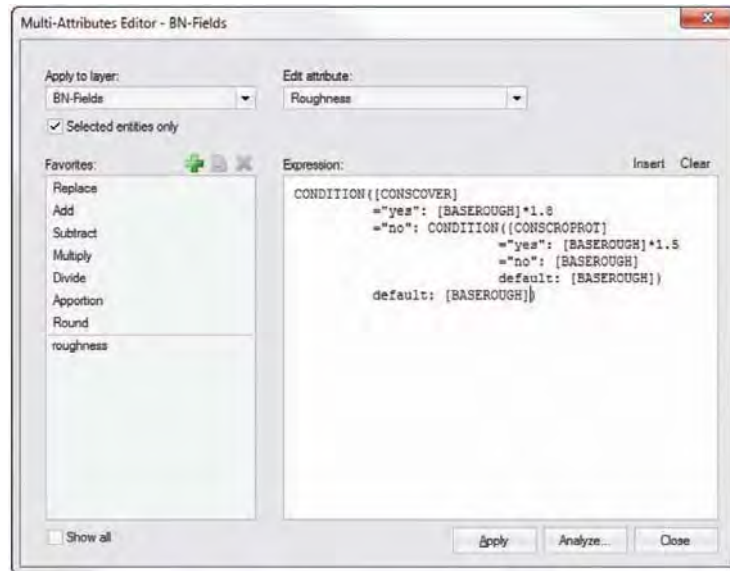 Multi-Attributes Editor - BN-Fields
Apply to layer:
Edit attribute:
BN-Fields
Roughness
Selected entities only
Favorites:
Expression:
Insert Clear
Replace
Add
Subtract
Multiply
Divide
Apportion
Round
roughness
CONDITION([CONSCOVER]
="yes": [BASEROUGH]*1.8
="no": CONDITION([CONSCROPROT]
="yes": [BASEROUGH]*1.5
="no": [BASEROUGH]
default: [BASEROUGH])
default: [BASEROUGH])
Show all
Apply
Analyze...
Close